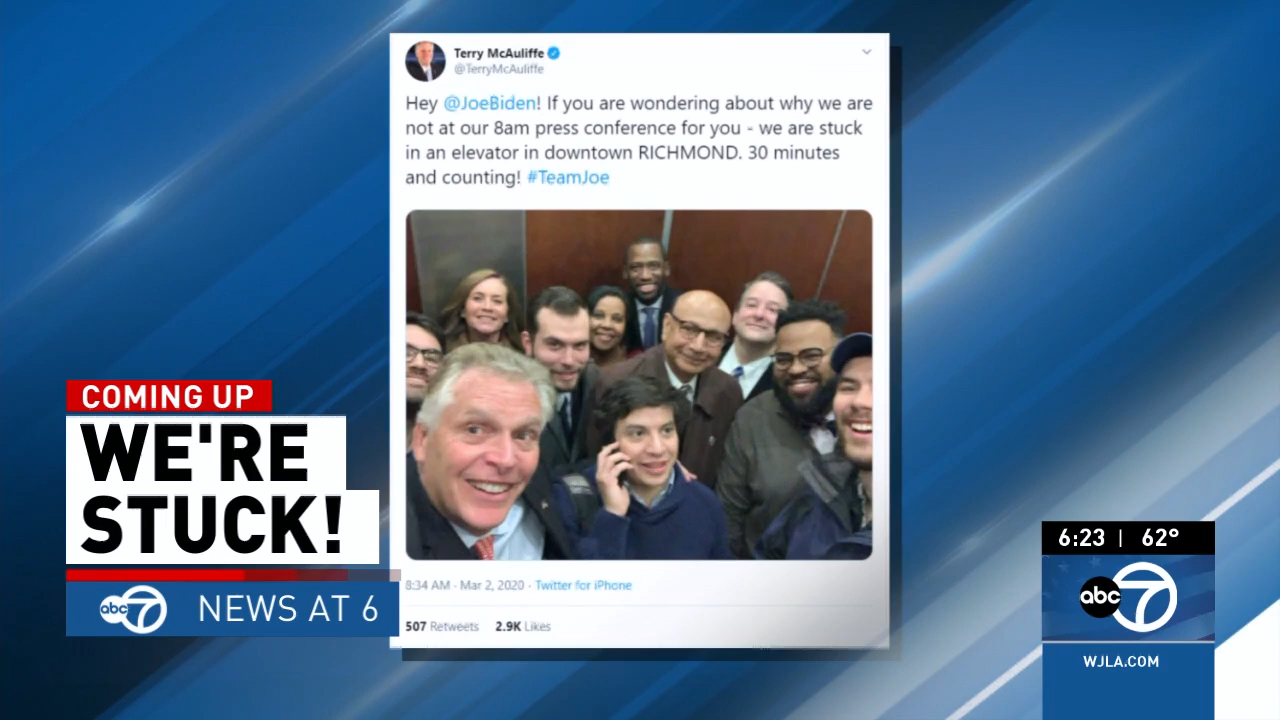 Terry McAuliffe
@TerryMcAuliffe
Hey @JoeBiden! If you are wondering about why we are
not at our 8am press conference for you - we are stuck
in an elevator in downtown RICHMOND. 30 minutes
and counting! #TeamJoe
8:34 AM - Mar 2, 2020 - Twitter for iPhone
507 Retweets 2.9K Likes
COMING UP
WE'RE
STUCK!
abc 7 NEWS AT 6
6:23 | 62°
abc 7
WJLA.COM